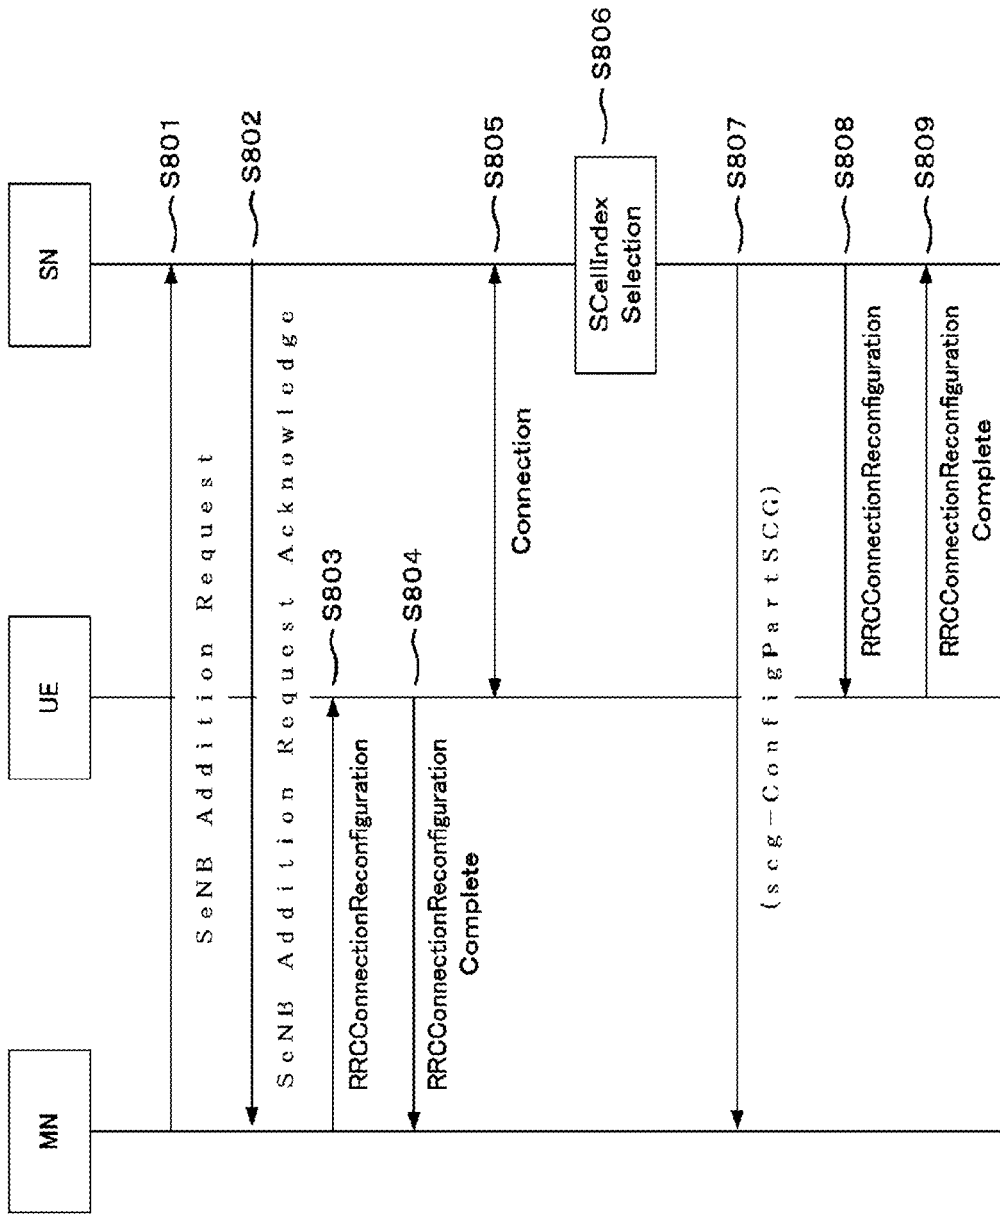 MN
UE
SN
SeNB Addition Request
S801
SeNB Addition Request Acknowledge
S802
RRCConnectionReconfiguration
S803
RRCConnectionReconfiguration
Complete
S804
Connection
S805
SCellIndex
Selection
S806
(scg-ConfigPartSCG)
S807
RRCConnectionReconfiguration
S808
RRCConnectionReconfiguration
Complete
S809